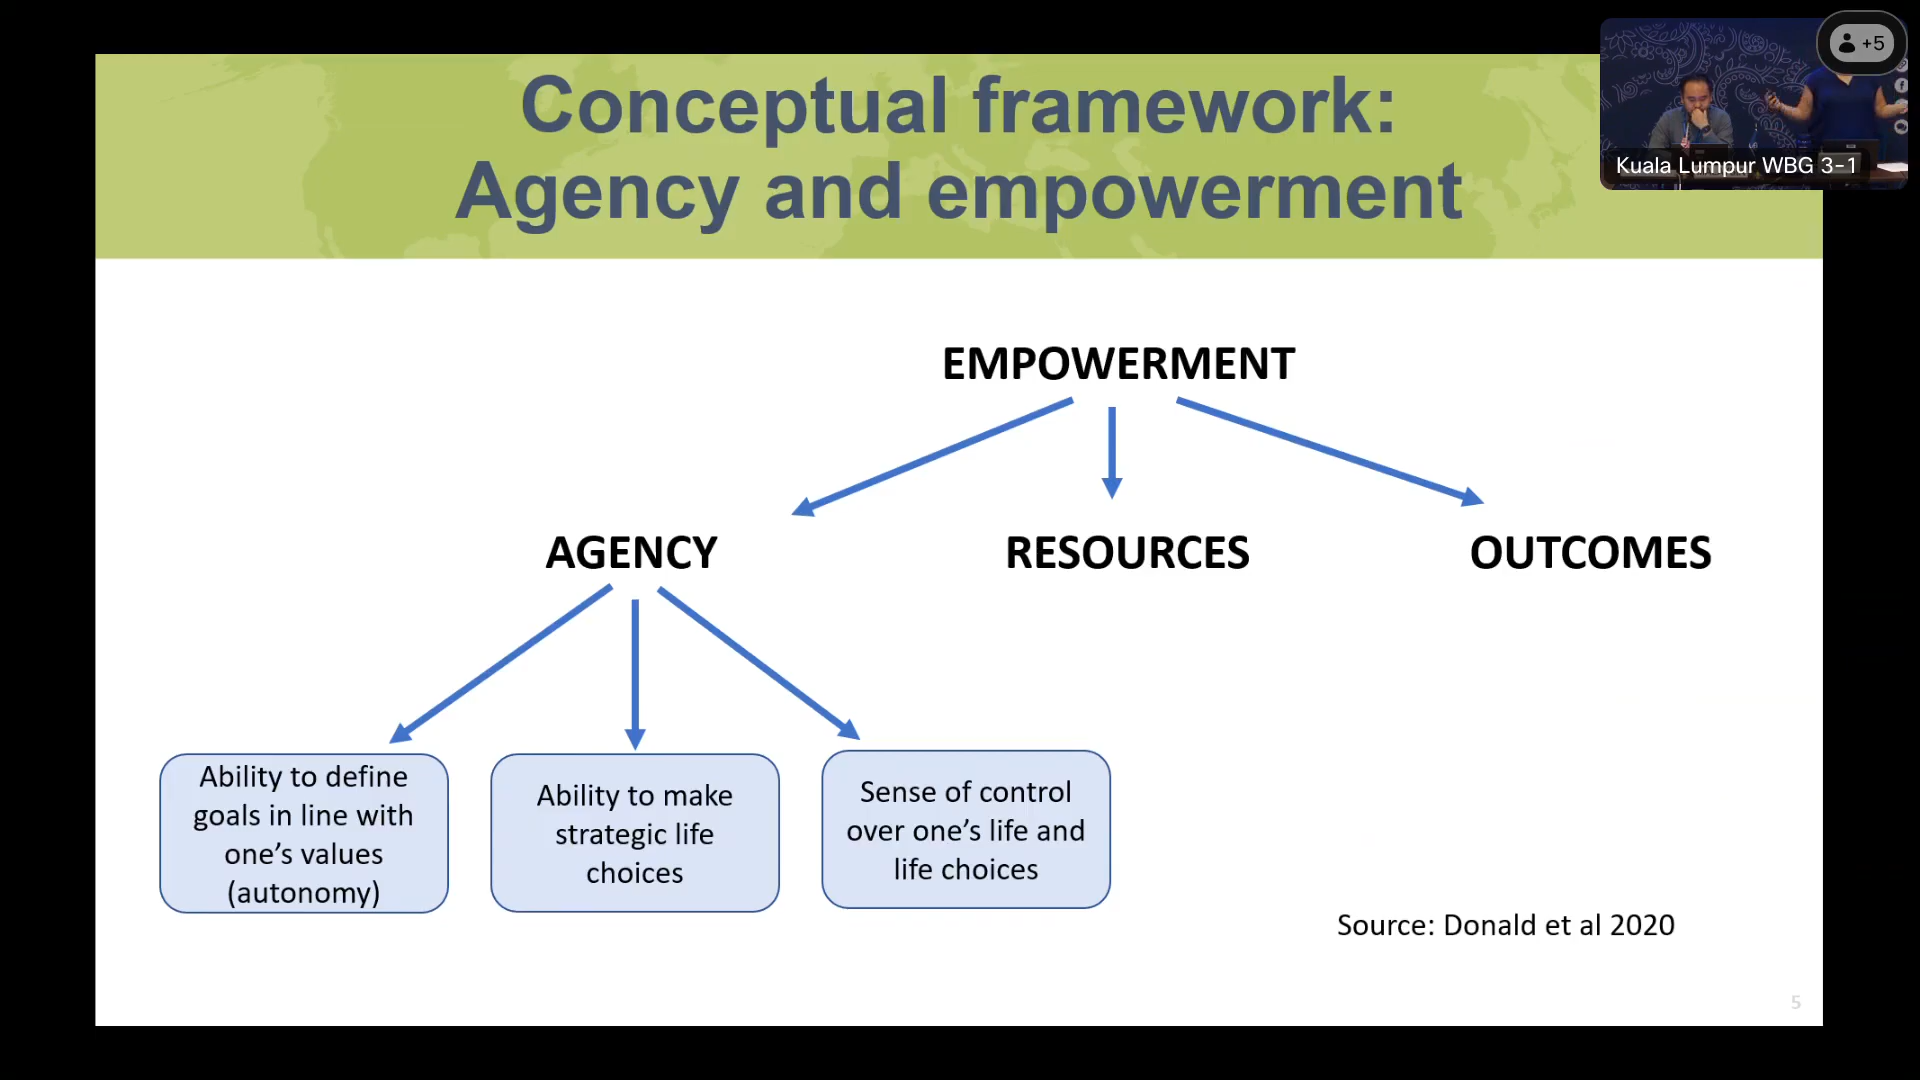 Conceptual framework:
Agency and empowerment
+5
Kuala Lumpur WBG 3-1
EMPOWERMENT
AGENCY
RESOURCES
OUTCOMES
Ability to define
goals in line with
one’s values
(autonomy)
Ability to make
strategic life
choices
Sense of control
over one’s life and
life choices
Source: Donald et al 2020
5